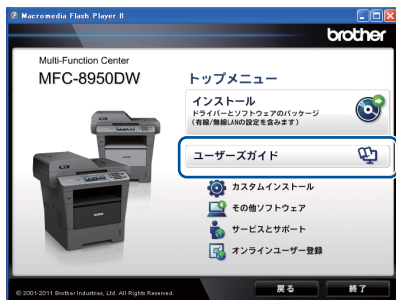 Macromedia Flash Player 8
brother
Multi-Function Center
MFC-8950DW
トップメニュー
インストール
ドライバーとソフトウェアのパッケージ
(有線/無線LANの設定を含みます)
ユーザーズガイド
カスタムインストール
その他ソフトウェア
サービスとサポート
オンラインユーザー登録
© 2001-2011 Brother Industries, Ltd. All Rights Reserved.
戻る
終了